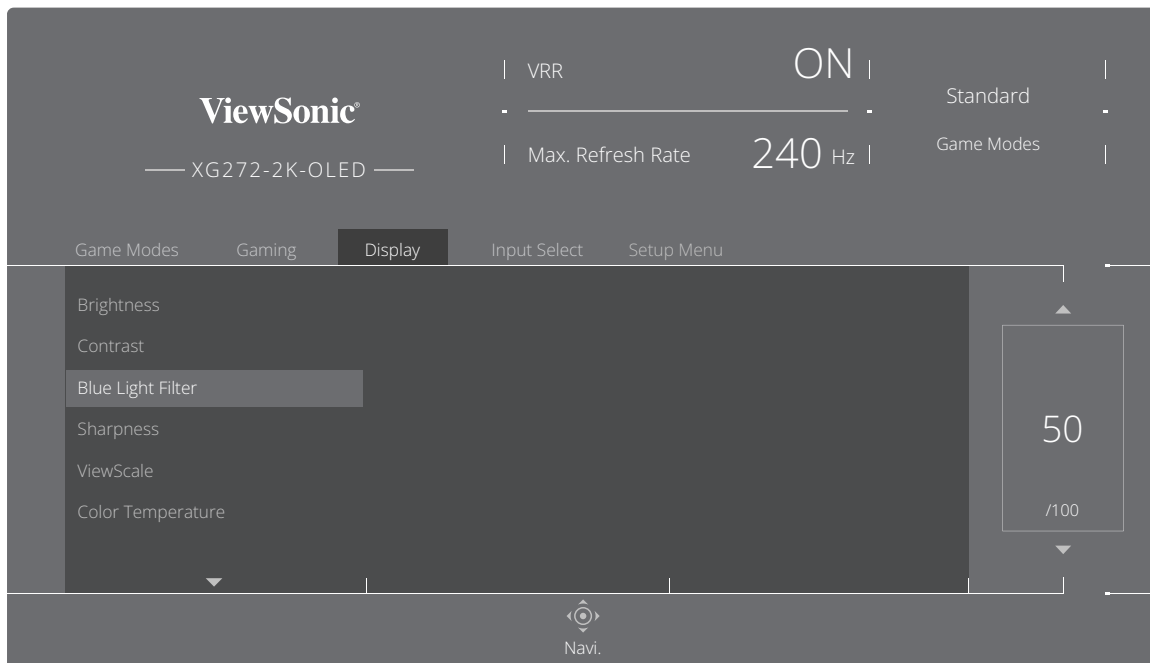 ViewSonic®
XG272-2K-OLED
VRR ON
Max. Refresh Rate 240 Hz
Standard
Game Modes
Game Modes Gaming Display Input Select Setup Menu
Brightness
Contrast
Blue Light Filter
Sharpness
ViewScale
Color Temperature
50
/100
Navi.